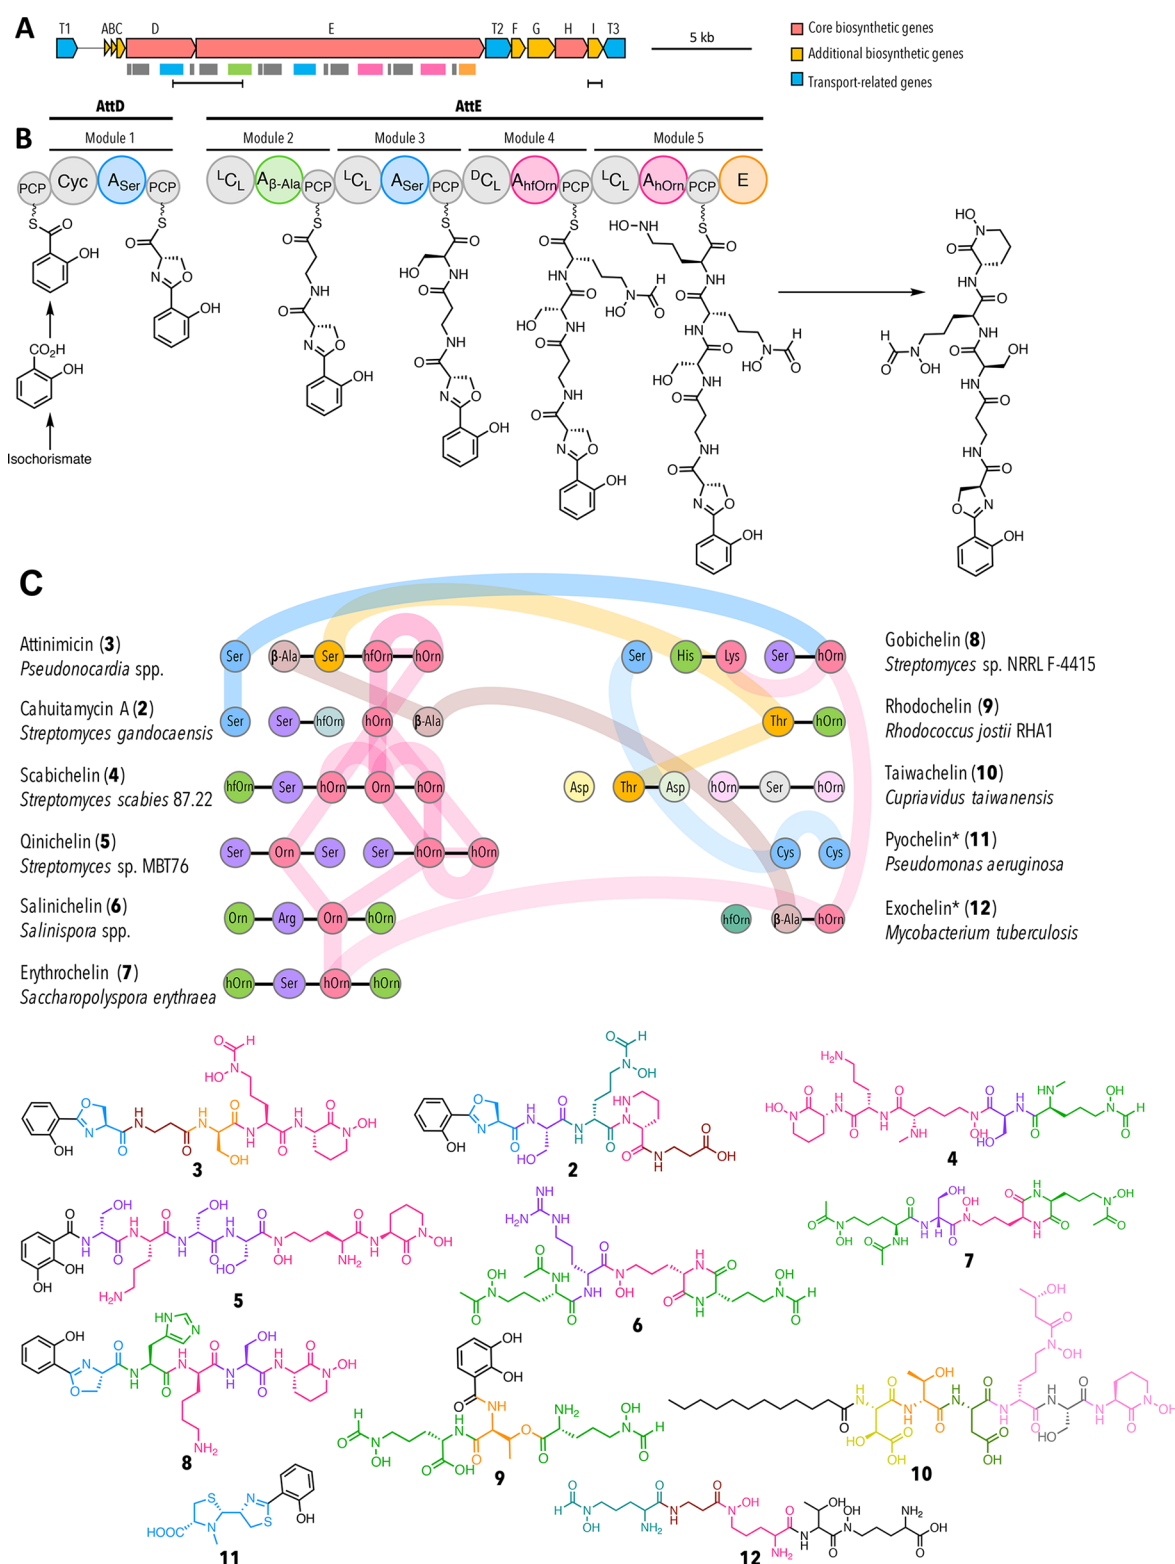 A
T1 ABC D E T2 F G H I T3
5 kb
Core biosynthetic genes
Additional biosynthetic genes
Transport-related genes
AttD AttE
B
Module 1 Module 2 Module 3 Module 4 Module 5
PCP Cyc ASer PCP LCL Aβ-Ala PCP LCL ASer PCP DCL AhfOrn PCP LCL AhOrn PCP E
CO2H
OH
Isochorismate
C
Attinimicin (3)
Pseudonocardia spp.
Ser β-Ala Ser hfOrn hOrn
Cahuitamycin A (2)
Streptomyces gandocaensis
Ser Ser hfOrn hOrn β-Ala
Scabichelin (4)
Streptomyces scabies 87.22
hfOrn Ser hOrn Orn hOrn
Qinichelin (5)
Streptomyces sp. MBT76
Ser Orn Ser Ser hOrn hOrn
Salinichelin (6)
Salinispora spp.
Orn Arg Orn hOrn
Erythrochelin (7)
Saccharopolyspora erythraea
hOrn Ser hOrn hOrn
Ser His Lys Ser hOrn
Gobichelin (8)
Streptomyces sp. NRRL F-4415
Thr hOrn
Rhodochelin (9)
Rhodococcus jostii RHA1
Asp Thr Asp hOrn Ser hOrn
Taiwachelin (10)
Cupriavidus taiwanensis
Cys Cys
Pyochelin* (11)
Pseudomonas aeruginosa
hfOrn β-Ala hOrn
Exochelin* (12)
Mycobacterium tuberculosis
3
2
4
5
6
7
8
9
10
11
12